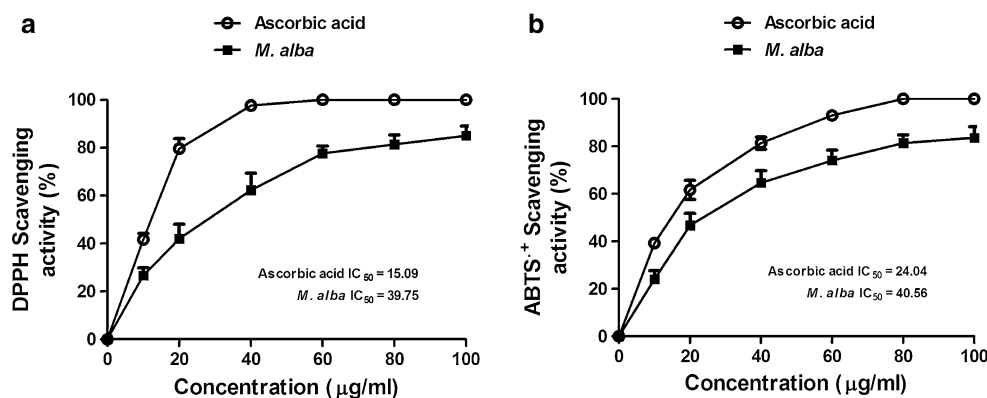 a
Ascorbic acid
M. alba
DPPH Scavenging
activity (%)
100
80
60
40
20
0
Ascorbic acid IC50 = 15.09
M. alba IC50 = 39.75
0 20 40 60 80 100
Concentration ( μg/ml)
b
Ascorbic acid
M. alba
ABTS·+ Scavenging
activity (%)
100
80
60
40
20
0
Ascorbic acid IC50 = 24.04
M. alba IC50 = 40.56
0 20 40 60 80 100
Concentration ( μg/ml)